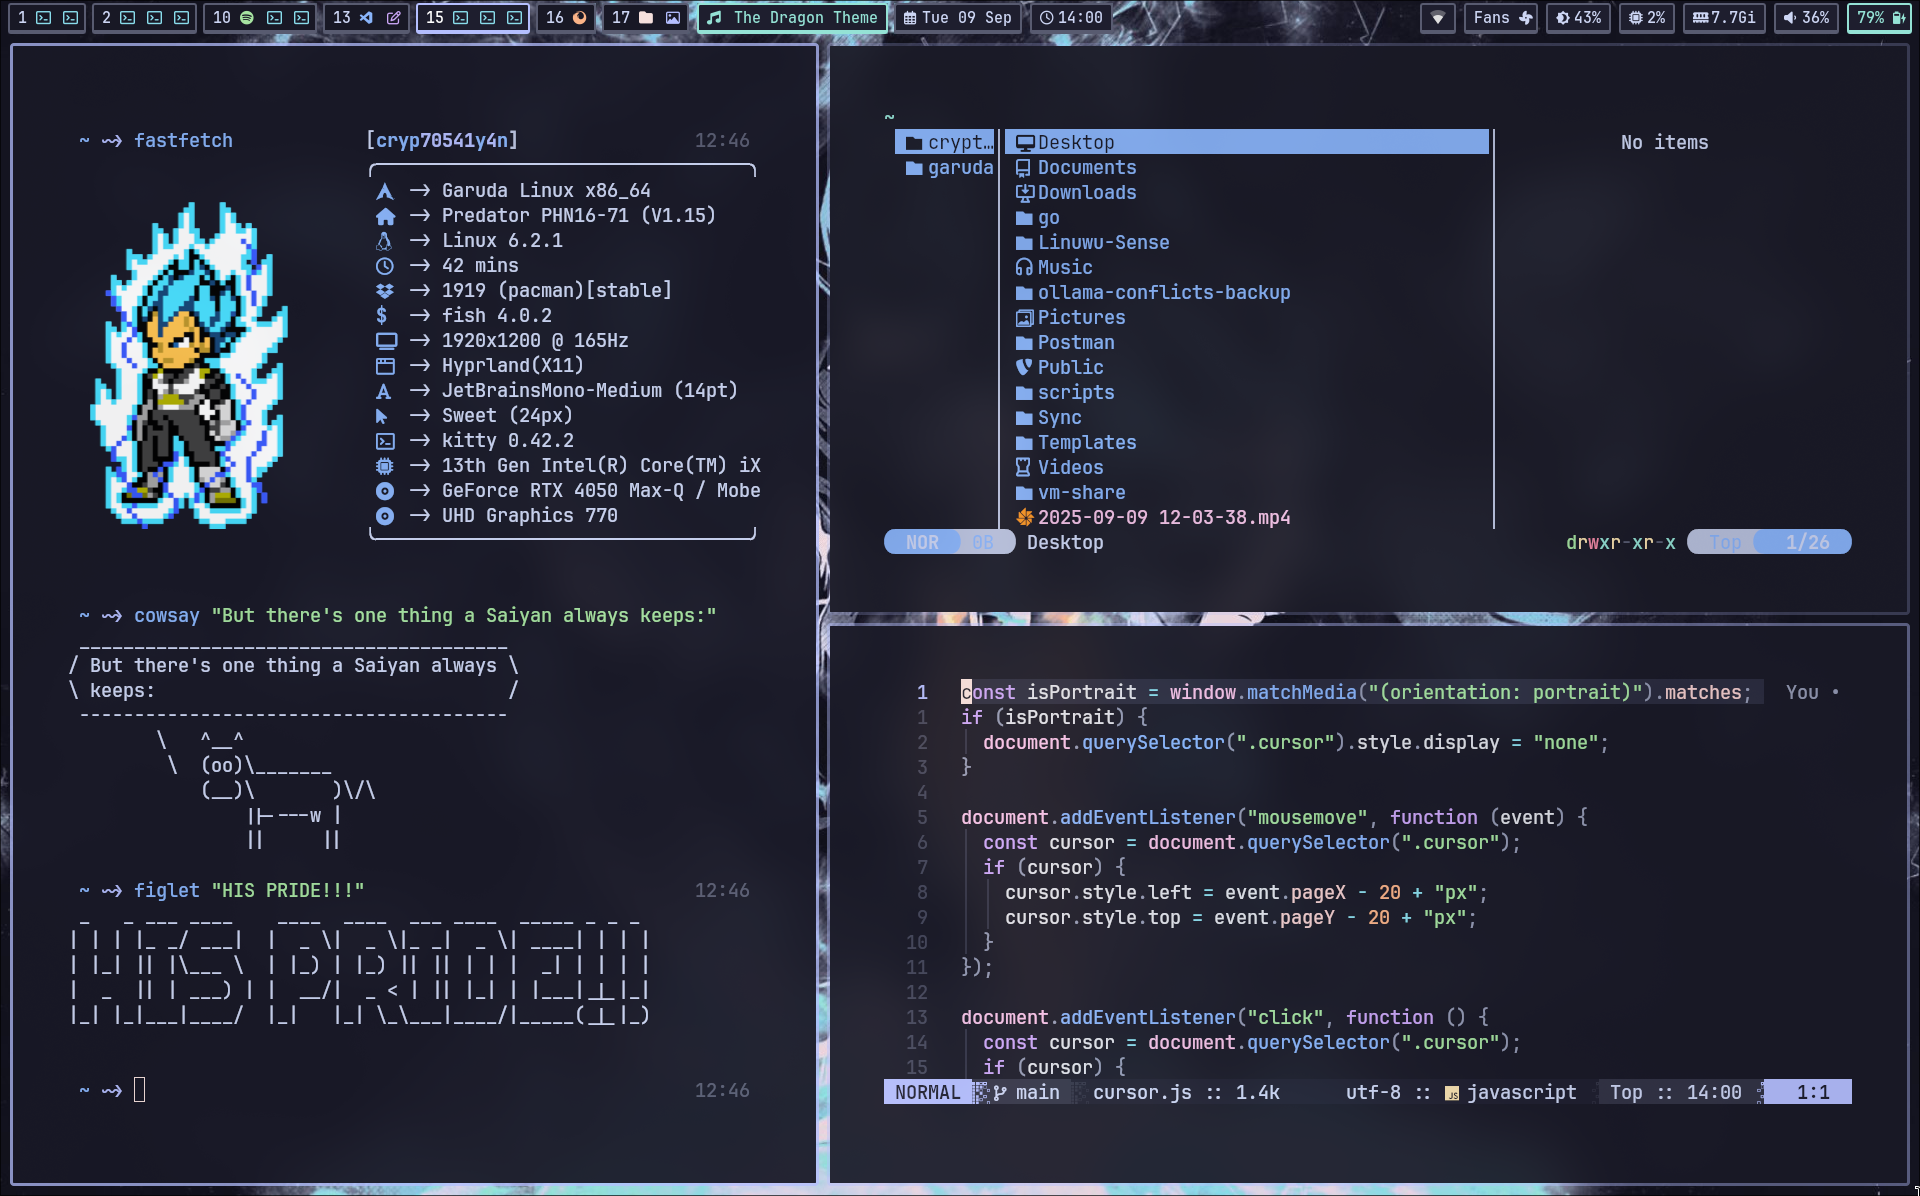 1 2 10 13 15 16 17 The Dragon Theme Tue 09 Sep 14:00 Fans 43% 2% 7.7Gi 36% 79%
~ fastfetch [cryp70541y4n] 12:46
Garuda Linux x86_64
Predator PHN16-71 (V1.15)
Linux 6.2.1
42 mins
1919 (pacman)[stable]
$ fish 4.0.2
1920x1200 @ 165Hz
Hyprland(X11)
JetBrainsMono-Medium (14pt)
Sweet (24px)
kitty 0.42.2
13th Gen Intel(R) Core(TM) iX
GeForce RTX 4050 Max-Q / Mobe
UHD Graphics 770
~ cowsay "But there's one thing a Saiyan always keeps:"
 _______________________________________
/ But there's one thing a Saiyan always \
\ keeps:                                /
 ---------------------------------------
        \   ^__^
         \  (oo)\_______
            (__)\       )\/\
                ||----w |
                ||     ||
~ figlet "HIS PRIDE!!!" 12:46
HIS PRIDE!!!
~ 12:46
~
crypt… Desktop No items
garuda Documents
Downloads
go
Linuwu-Sense
Music
ollama-conflicts-backup
Pictures
Postman
Public
scripts
Sync
Templates
Videos
vm-share
2025-09-09 12-03-38.mp4
NOR 0B Desktop drwxr-xr-x Top 1/26
1 const isPortrait = window.matchMedia("(orientation: portrait)").matches; You •
1 if (isPortrait) {
2 document.querySelector(".cursor").style.display = "none";
3 }
4
5 document.addEventListener("mousemove", function (event) {
6 const cursor = document.querySelector(".cursor");
7 if (cursor) {
8 cursor.style.left = event.pageX - 20 + "px";
9 cursor.style.top = event.pageY - 20 + "px";
10 }
11 });
12
13 document.addEventListener("click", function () {
14 const cursor = document.querySelector(".cursor");
15 if (cursor) {
NORMAL main cursor.js :: 1.4k utf-8 :: JS javascript Top :: 14:00 1:1